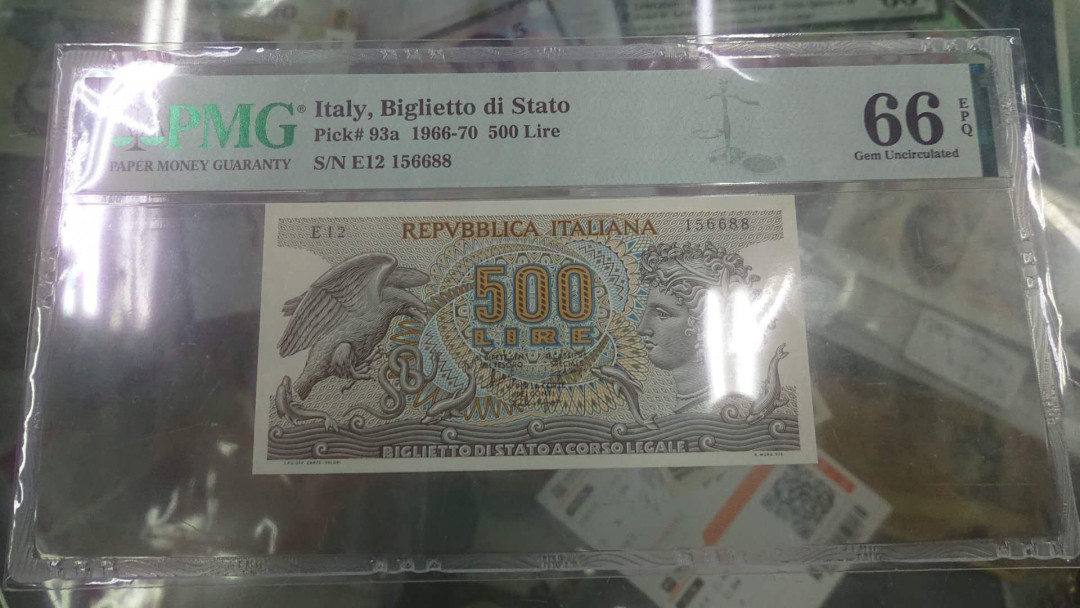 PMG®
PAPER MONEY GUARANTY
Italy, Biglietto di Stato
Pick# 93a 1966-70 500 Lire
S/N E12 156688
66 EPQ
Gem Uncirculated
E12 REPVBBLICA ITALIANA 156688
500
LIRE
BIGLIETTO DI STATO A CORSO LEGALE